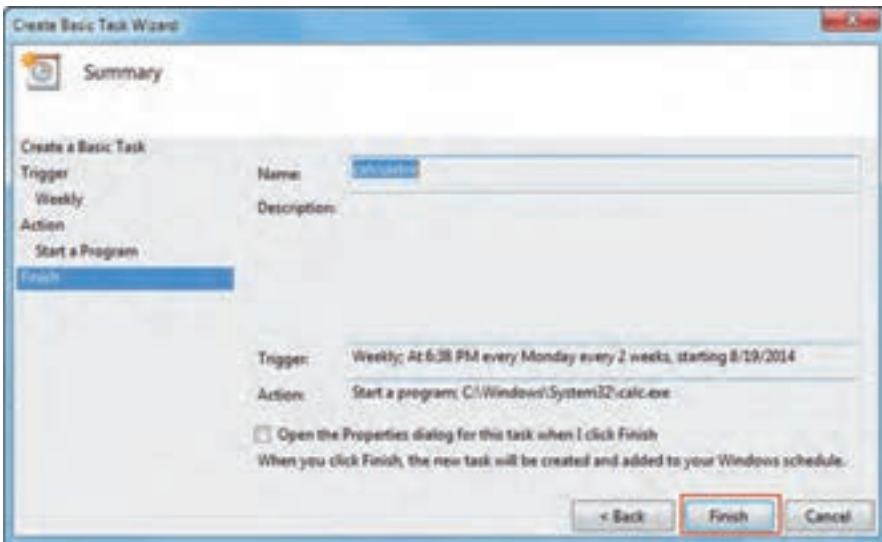 Create Basic Task Wizard
Summary
Create a Basic Task
Trigger
Weekly
Action
Start a Program
Finish
Name:
calculator
Description:
Trigger: Weekly; At 6:38 PM every Monday every 2 weeks, starting 8/19/2014
Action: Start a program; C:\Windows\System32\calc.exe
Open the Properties dialog for this task when I click Finish
When you click Finish, the new task will be created and added to your Windows schedule.
< Back Finish Cancel